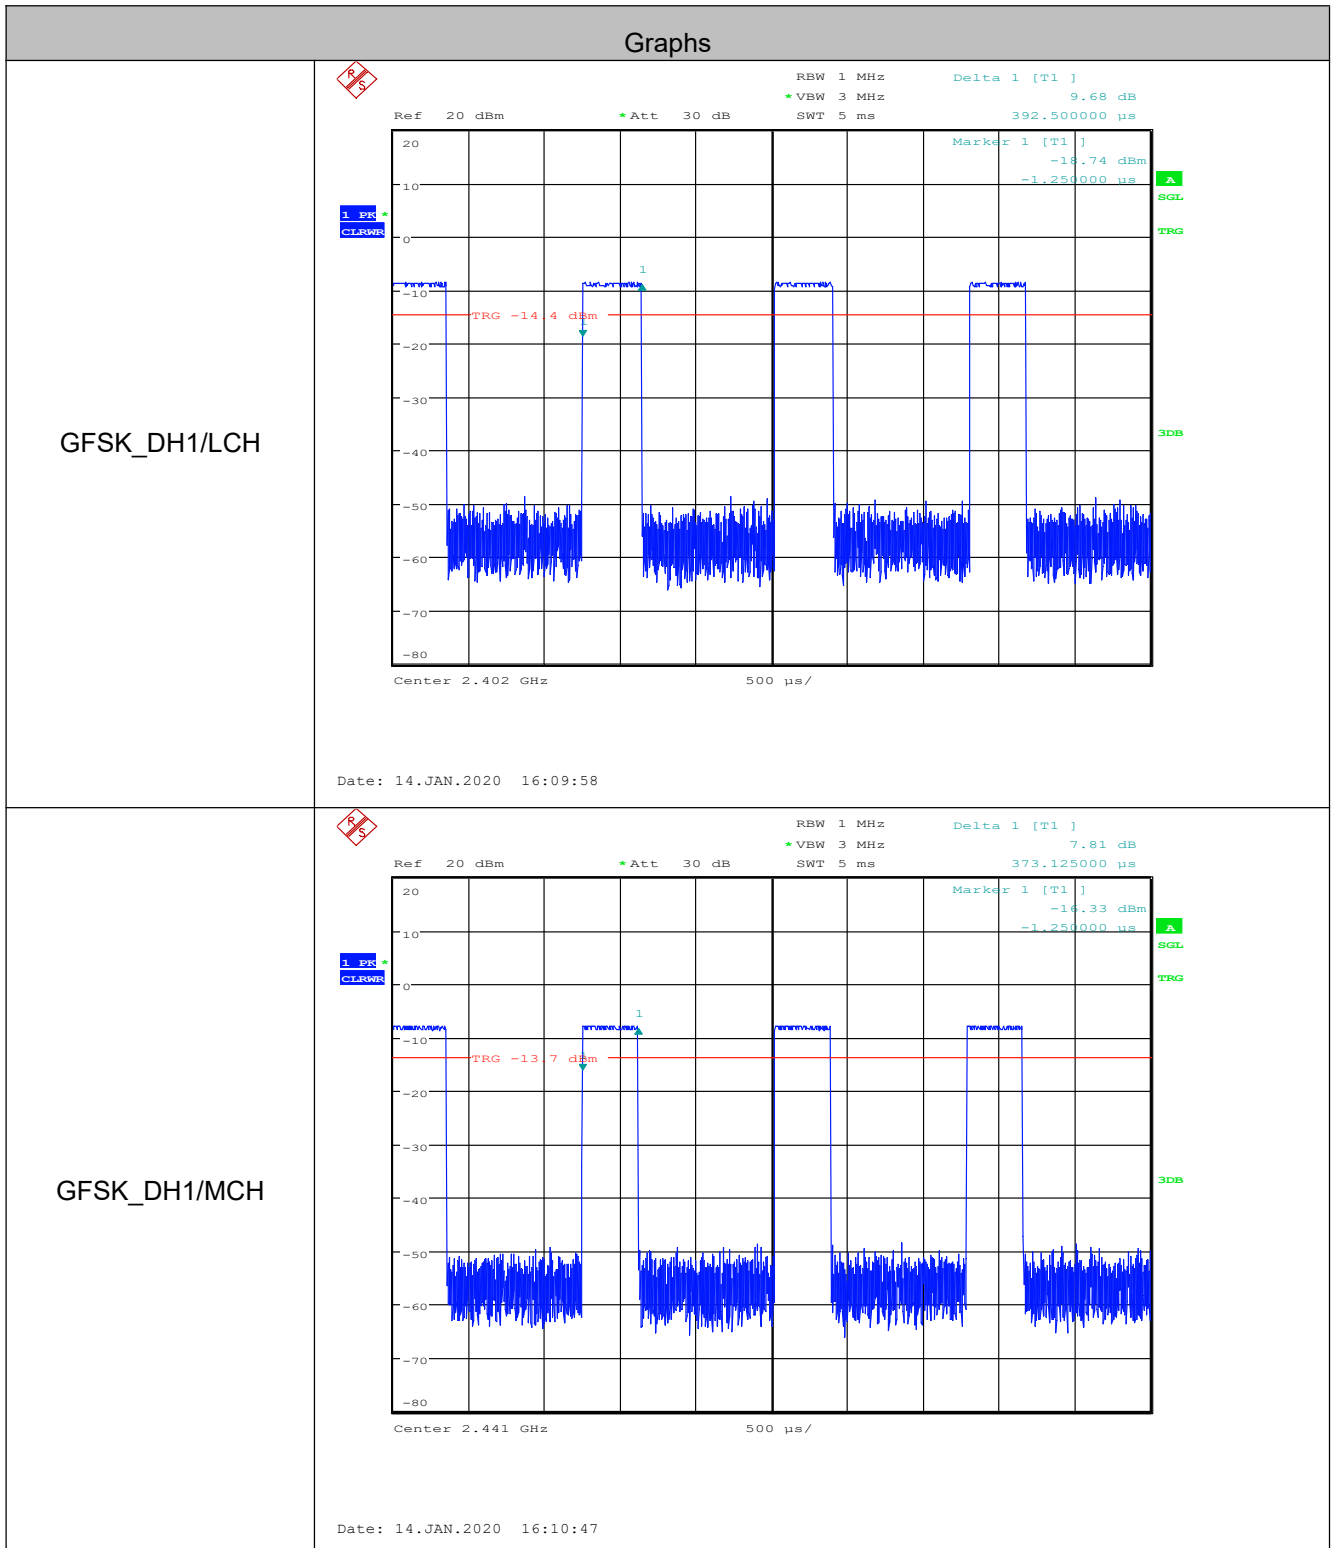 Graphs
GFSK_DH1/LCH
R
S
RBW 1 MHz
Delta 1 [T1 ]
*VBW 3 MHz
9.68 dB
Ref 20 dBm
*Att 30 dB
SWT 5 ms
392.500000 µs
20
Marker 1 [T1 ]
-18.74 dBm
-1.250000 µs
A
10
SGL
1 PK *
CLRWR
TRG
0
1
-10
TRG -14.4 dBm
1
-20
-30
3DB
-40
-50
-60
-70
-80
Center 2.402 GHz
500 µs/
Date: 14.JAN.2020 16:09:58
GFSK_DH1/MCH
R
S
RBW 1 MHz
Delta 1 [T1 ]
*VBW 3 MHz
7.81 dB
Ref 20 dBm
*Att 30 dB
SWT 5 ms
373.125000 µs
20
Marker 1 [T1 ]
-16.33 dBm
-1.250000 µs
A
10
SGL
1 PK *
CLRWR
TRG
0
1
-10
TRG -13.7 dBm
-20
-30
3DB
-40
-50
-60
-70
-80
Center 2.441 GHz
500 µs/
Date: 14.JAN.2020 16:10:47